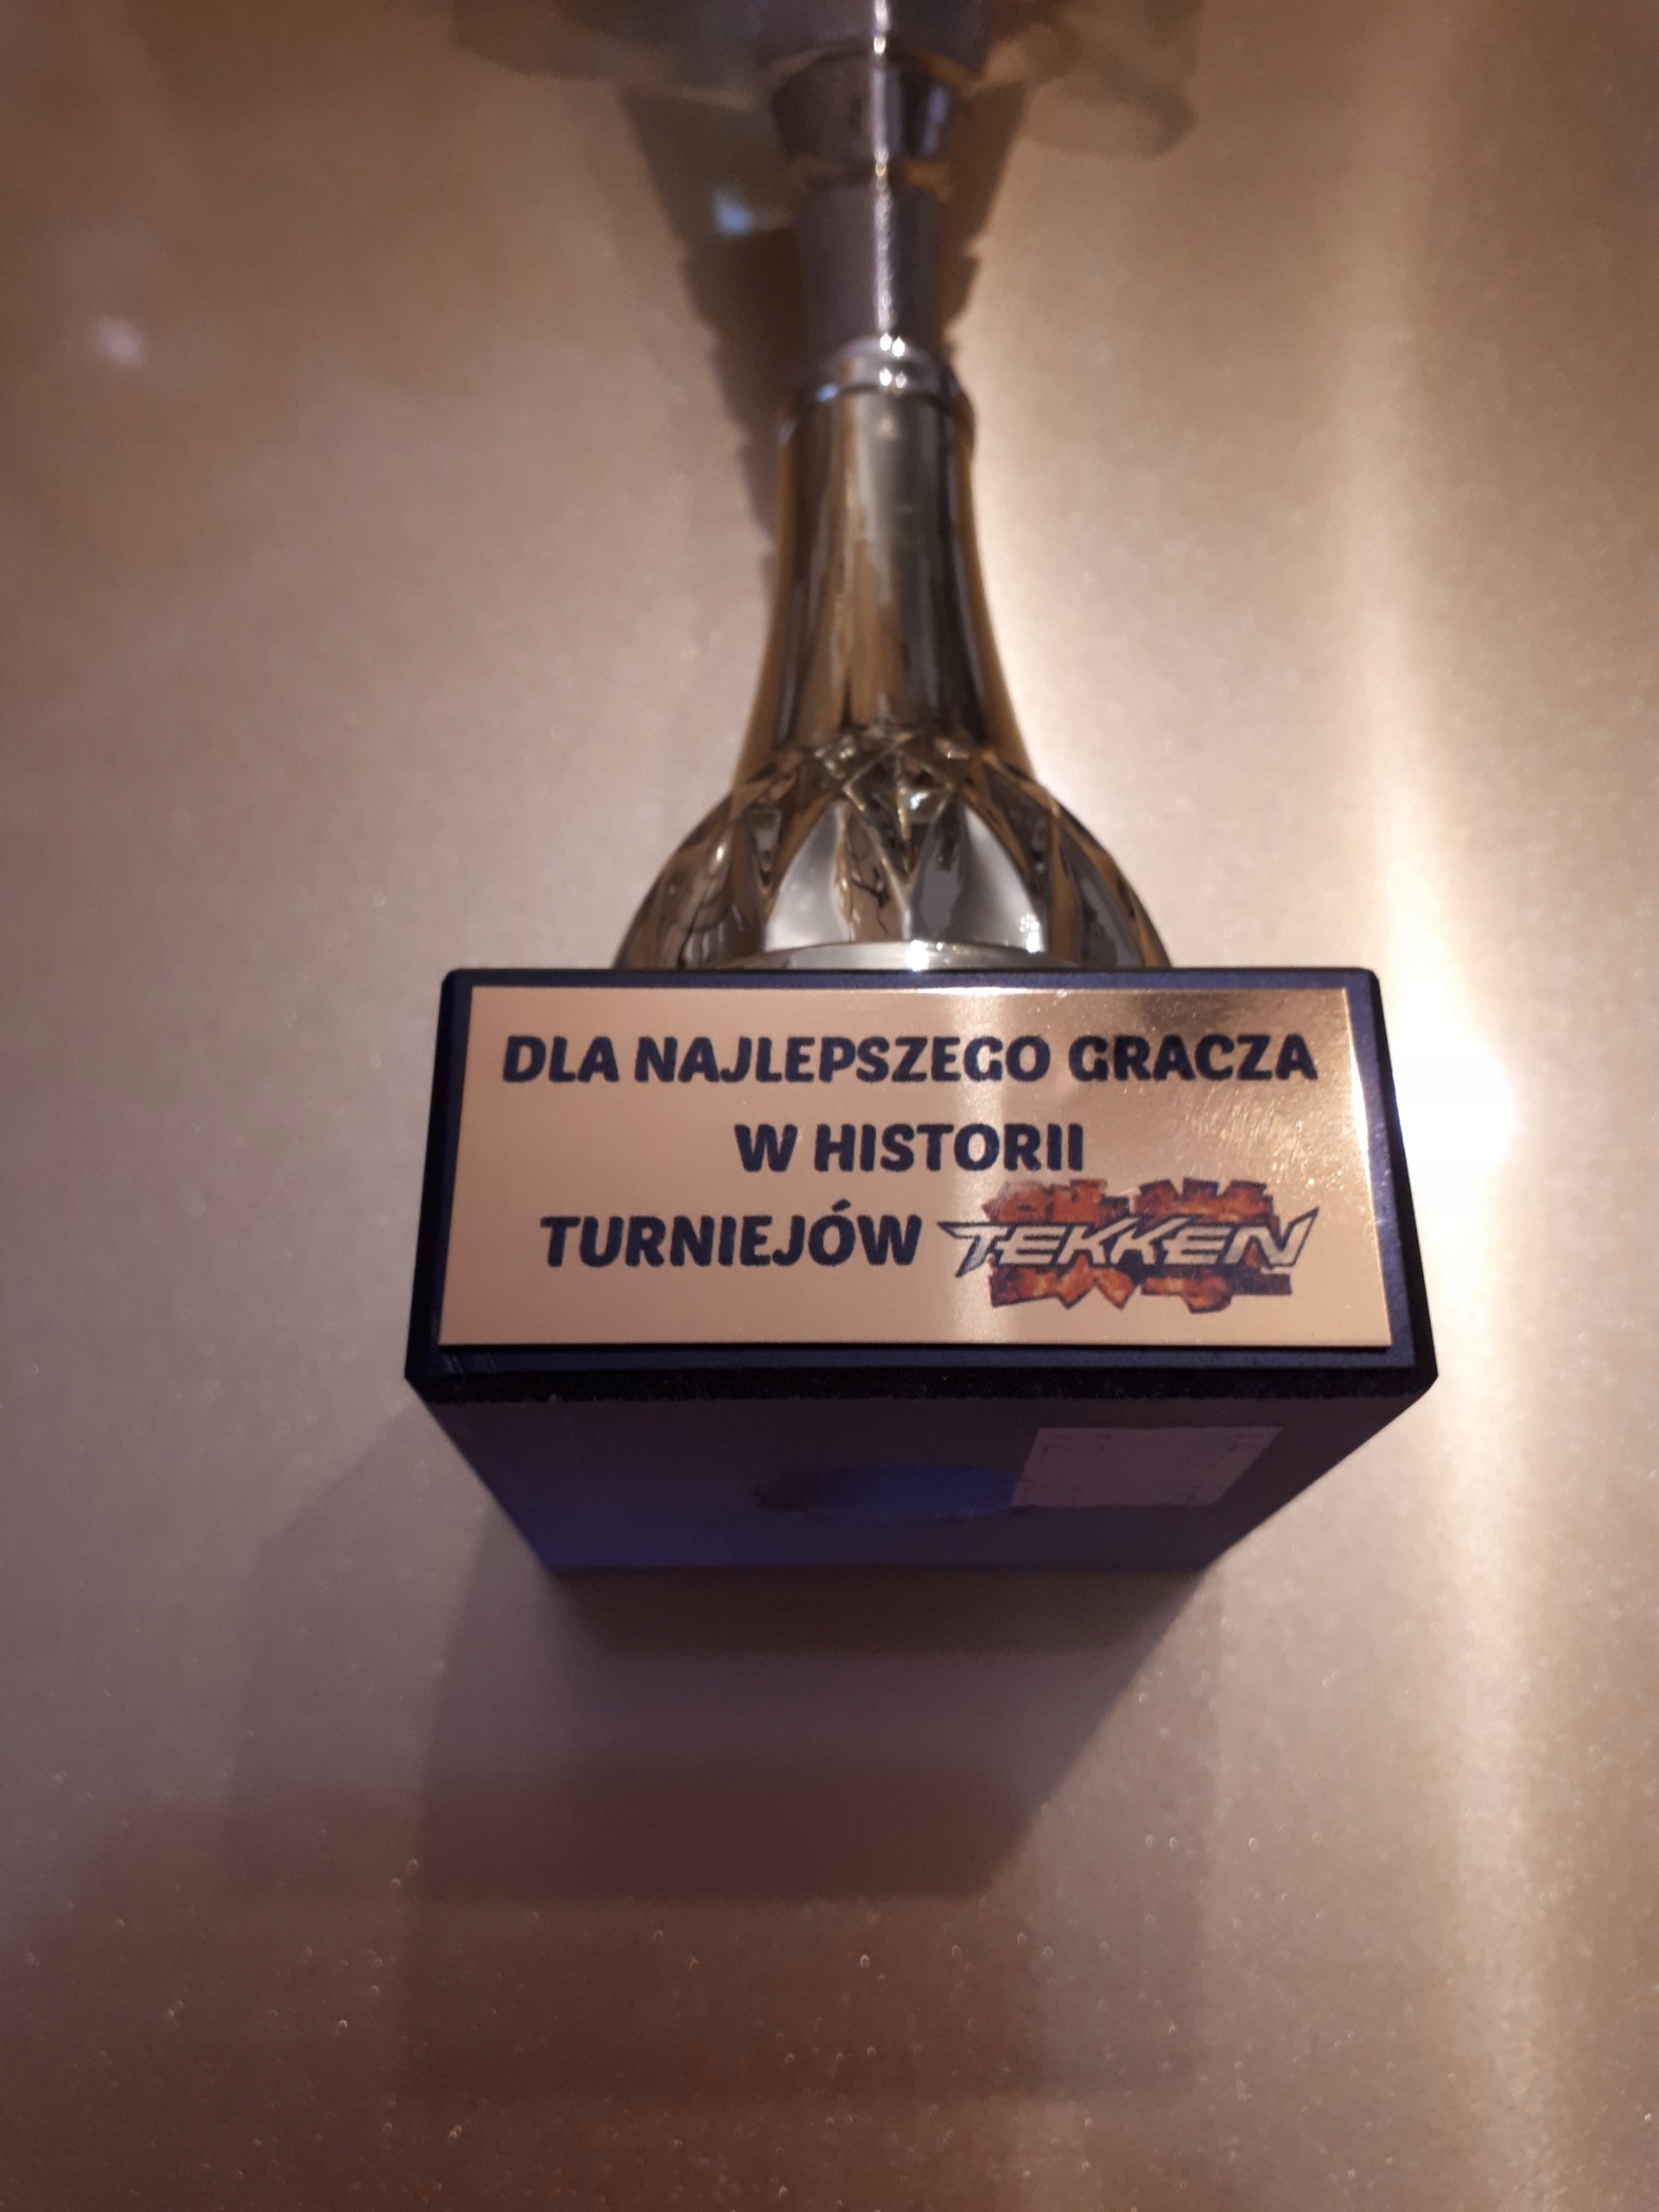 DLA NAJLEPSZEGO GRACZA
W HISTORII
TURNIEJÓW TEKKEN